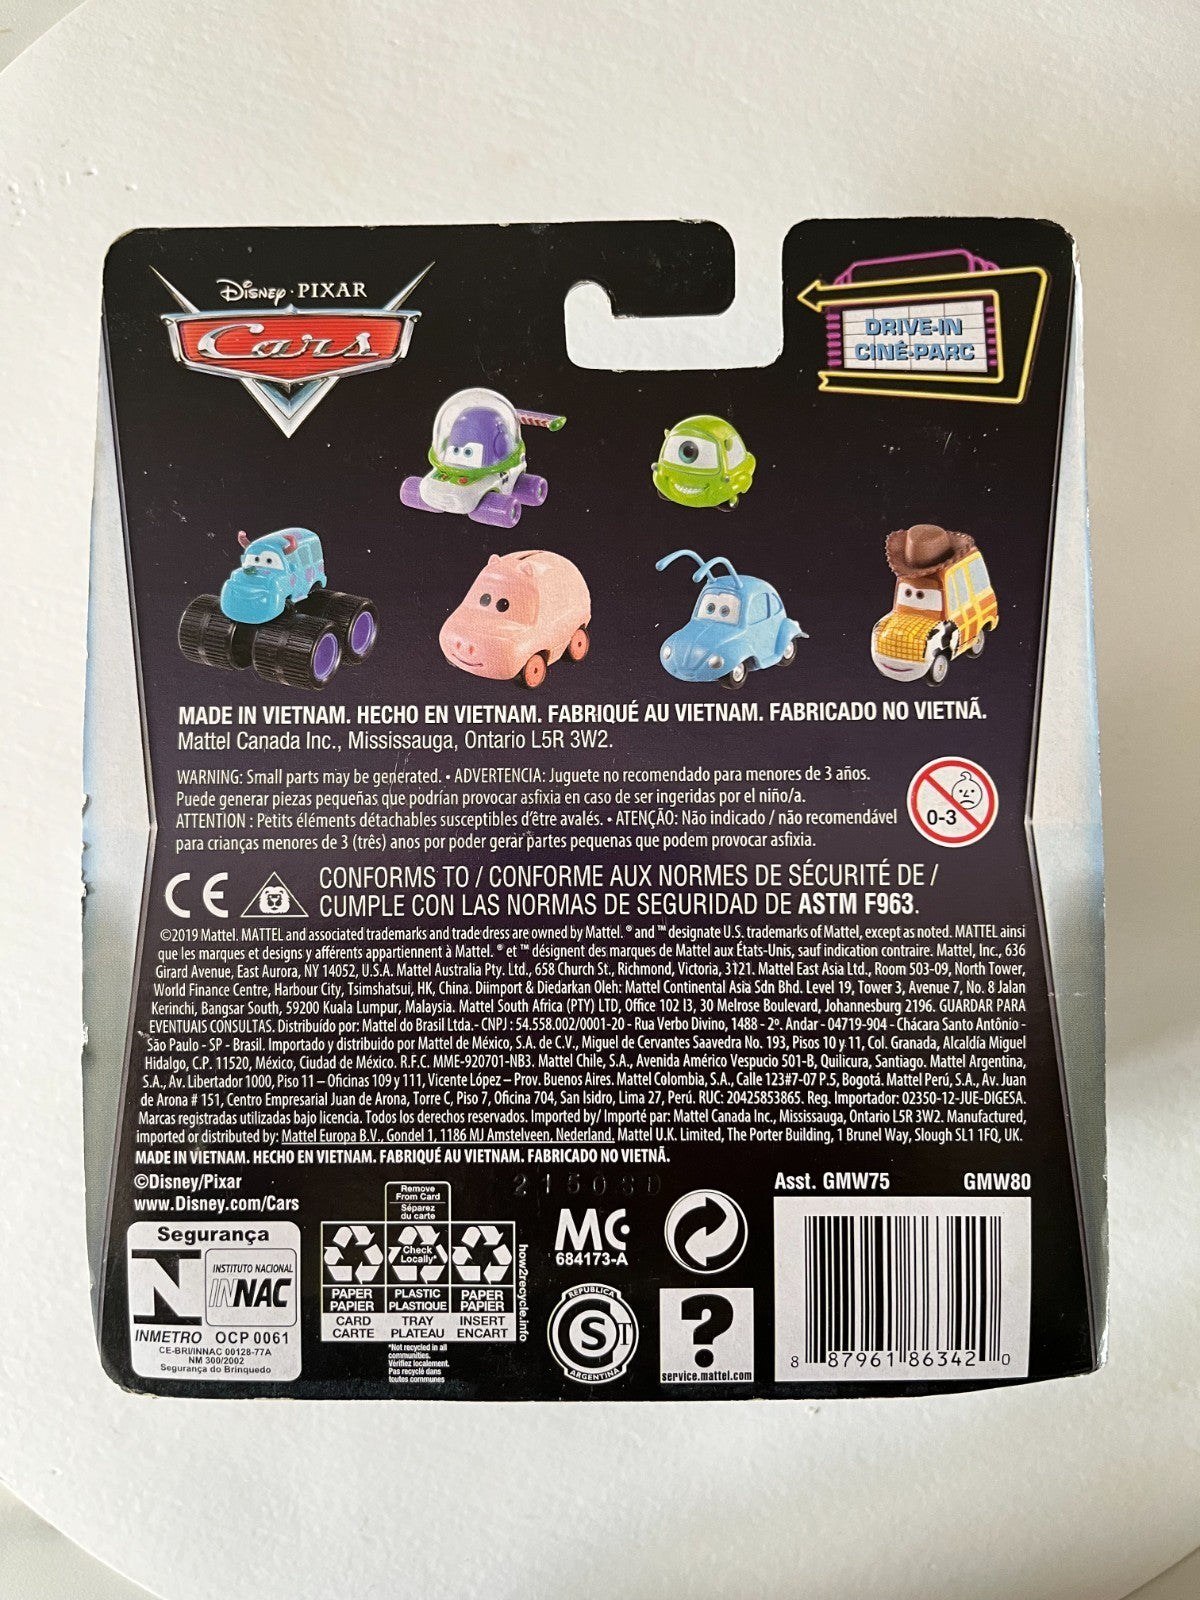 DISNEY · PIXAR
Cars
DRIVE-IN
CINÉ-PARC
MADE IN VIETNAM. HECHO EN VIETNAM. FABRIQUÉ AU VIETNAM. FABRICADO NO VIETNÃ.
Mattel Canada Inc., Mississauga, Ontario L5R 3W2.
WARNING: Small parts may be generated. • ADVERTENCIA: Juguete no recomendado para menores de 3 años.
Puede generar piezas pequeñas que podrían provocar asfixia en caso de ser ingeridas por el niño/a.
ATTENTION : Petits éléments détachables susceptibles d'être avalés. • ATENÇÃO: Não indicado / não recomendável
para crianças menores de 3 (três) anos por poder gerar partes pequenas que podem provocar asfixia.
0-3
CE
CONFORMS TO / CONFORME AUX NORMES DE SÉCURITÉ DE /
CUMPLE CON LAS NORMAS DE SEGURIDAD DE ASTM F963.
©2019 Mattel. MATTEL and associated trademarks and trade dress are owned by Mattel. ® and ™ designate U.S. trademarks of Mattel, except as noted. MATTEL ainsi
que les marques et designs y afférents appartiennent à Mattel. ® et ™ désignent des marques de Mattel aux États-Unis, sauf indication contraire. Mattel, Inc., 636
Girard Avenue, East Aurora, NY 14052, U.S.A. Mattel Australia Pty. Ltd., 658 Church St., Richmond, Victoria, 3121. Mattel East Asia Ltd., Room 503-09, North Tower,
World Finance Centre, Harbour City, Tsimshatsui, HK, China. Diimport & Diedarkan Oleh: Mattel Continental Asia Sdn Bhd. Level 19, Tower 3, Avenue 7, No. 8 Jalan
Kerinchi, Bangsar South, 59200 Kuala Lumpur, Malaysia. Mattel South Africa (PTY) LTD, Office 102 I3, 30 Melrose Boulevard, Johannesburg 2196. GUARDAR PARA
EVENTUAIS CONSULTAS. Distribuído por: Mattel do Brasil Ltda. - CNPJ : 54.558.002/0001-20 - Rua Verbo Divino, 1488 - 2º. Andar - 04719-904 - Chácara Santo Antônio -
São Paulo - SP - Brasil. Importado y distribuido por Mattel de México, S.A. de C.V., Miguel de Cervantes Saavedra No. 193, Pisos 10 y 11, Col. Granada, Alcaldía Miguel
Hidalgo, C.P. 11520, México, Ciudad de México. R.F.C. MME-920701-NB3. Mattel Chile, S.A., Avenida Américo Vespucio 501-B, Quilicura, Santiago. Mattel Argentina,
S.A., Av. Libertador 1000, Piso 11 – Oficinas 109 y 111, Vicente López – Prov. Buenos Aires. Mattel Colombia, S.A., Calle 123#7-07 P.5, Bogotá. Mattel Perú, S.A., Av. Juan
de Arona # 151, Centro Empresarial Juan de Arona, Torre C, Piso 7, Oficina 704, San Isidro, Lima 27, Perú. RUC: 20425853865. Reg. Importador: 02350-12-JUE-DIGESA.
Marcas registradas utilizadas bajo licencia. Todos los derechos reservados. Imported by/ Importé par: Mattel Canada Inc., Mississauga, Ontario L5R 3W2. Manufactured,
imported or distributed by: Mattel Europa B.V., Gondel 1, 1186 MJ Amstelveen, Nederland. Mattel U.K. Limited, The Porter Building, 1 Brunel Way, Slough SL1 1FQ, UK.
MADE IN VIETNAM. HECHO EN VIETNAM. FABRIQUÉ AU VIETNAM. FABRICADO NO VIETNÃ.
©Disney/Pixar
www.Disney.com/Cars
Asst. GMW75 GMW80
Segurança
INSTITUTO NACIONAL
INNAC
INMETRO OCP 0061
CE-BRI/INNAC 00128-77A
NM 300/2002
Segurança do Brinquedo
Remove
From Card
Séparez
du carte
Check
Locally*
PAPER PLASTIC PAPER
PAPIER PLASTIQUE PAPIER
CARD TRAY INSERT
CARTE PLATEAU ENCART
*Not recycled in all
communities.
Vérifiez localement.
Pas recyclé dans
toutes communes
how2recycle.info
MC
684173-A
REPUBLICA
ST
ARGENTINA
?
service.mattel.com
8 87961 86342 0